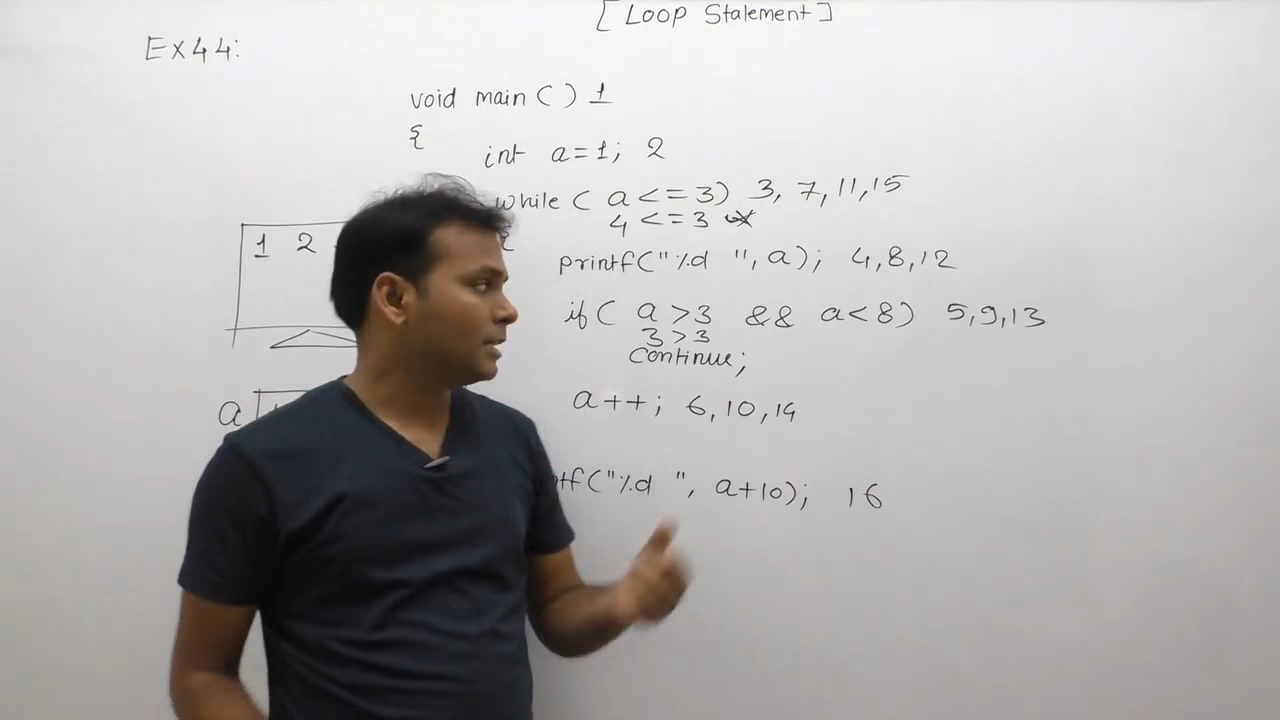 [Loop Statement]
Ex44:
void main ( ) 1
{
int a=1; 2
while ( a <= 3) 3, 7, 11, 15
4 <= 3 x
{
1 2
printf("%d ", a); 4, 8, 12
if ( a > 3 && a < 8) 5, 9, 13
3 > 3
Continue;
a
a++; 6, 10, 14
ntf("%d ", a+10); 16